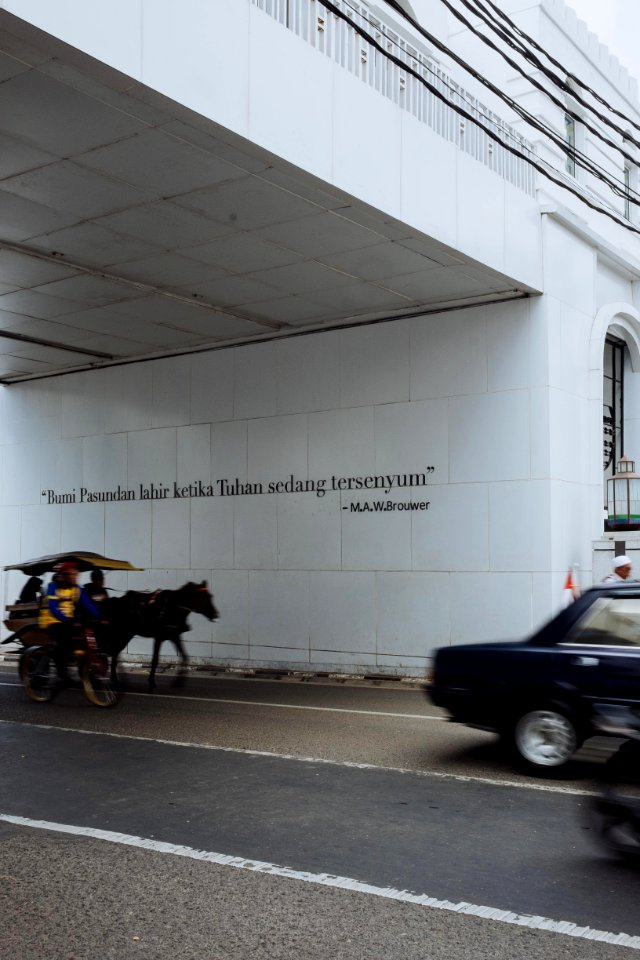 “Bumi Pasundan lahir ketika Tuhan sedang tersenyum”
- M.A.W.Brouwer